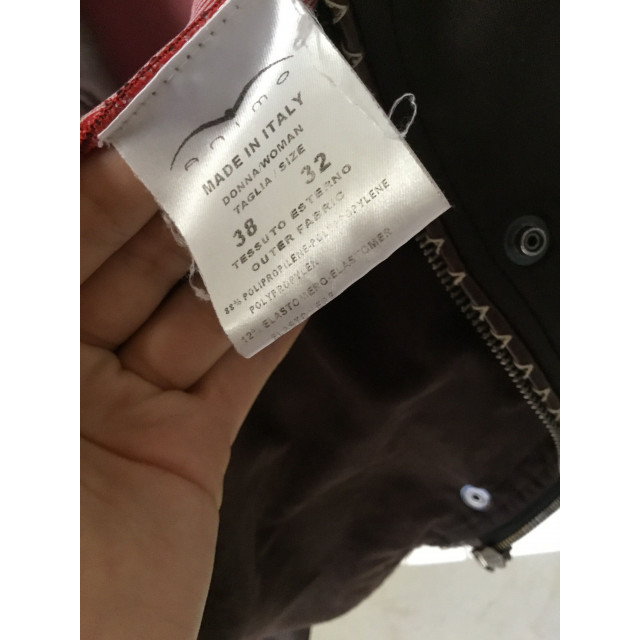 animo
MADE IN ITALY
DONNA/WOMAN
TAGLIA / SIZE
38 32
TESSUTO ESTERNO
OUTER FABRIC
88% POLIPROPILENE-POLYPROPYLENE
POLYPROPYLEN
12% ELASTOMERO-ELASTOMER